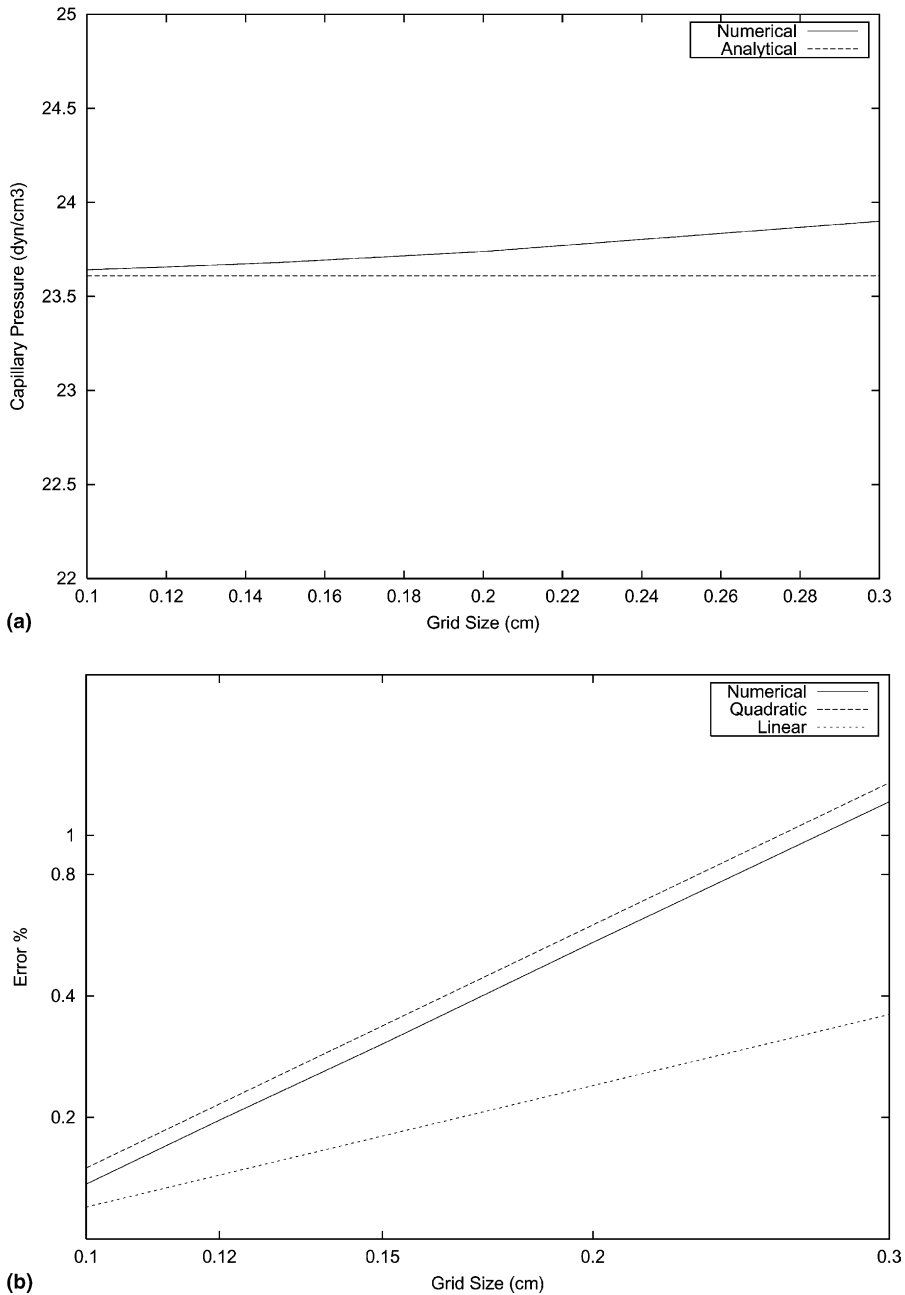 25
24.5
24
23.5
23
22.5
22
Capillary Pressure (dyn/cm3)
Numerical
Analytical
0.1 0.12 0.14 0.16 0.18 0.2 0.22 0.24 0.26 0.28 0.3
Grid Size (cm)
(a)
1
0.8
0.4
0.2
Error %
Numerical
Quadratic
Linear
0.1 0.12 0.15 0.2 0.3
Grid Size (cm)
(b)